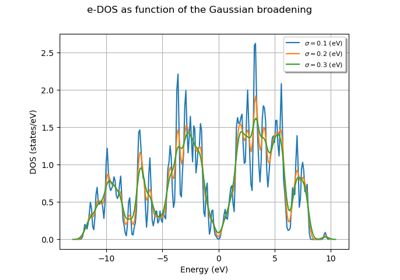 e-DOS as function of the Gaussian broadening
σ = 0.1 (eV)
σ = 0.2 (eV)
σ = 0.3 (eV)
2.5
2.0
1.5
1.0
0.5
0.0
DOS (states/eV)
−10 −5 0 5 10
Energy (eV)